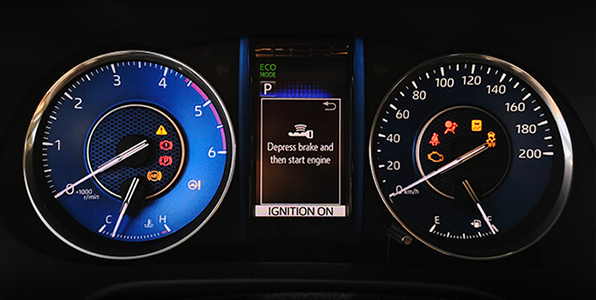 0 1 2 3 4 5 6
×1000
r/min
C H
ECO
MODE
P
Depress brake and
then start engine
IGNITION ON
0 20 40 60 80 100 120 140 160 180 200
km/h
E F